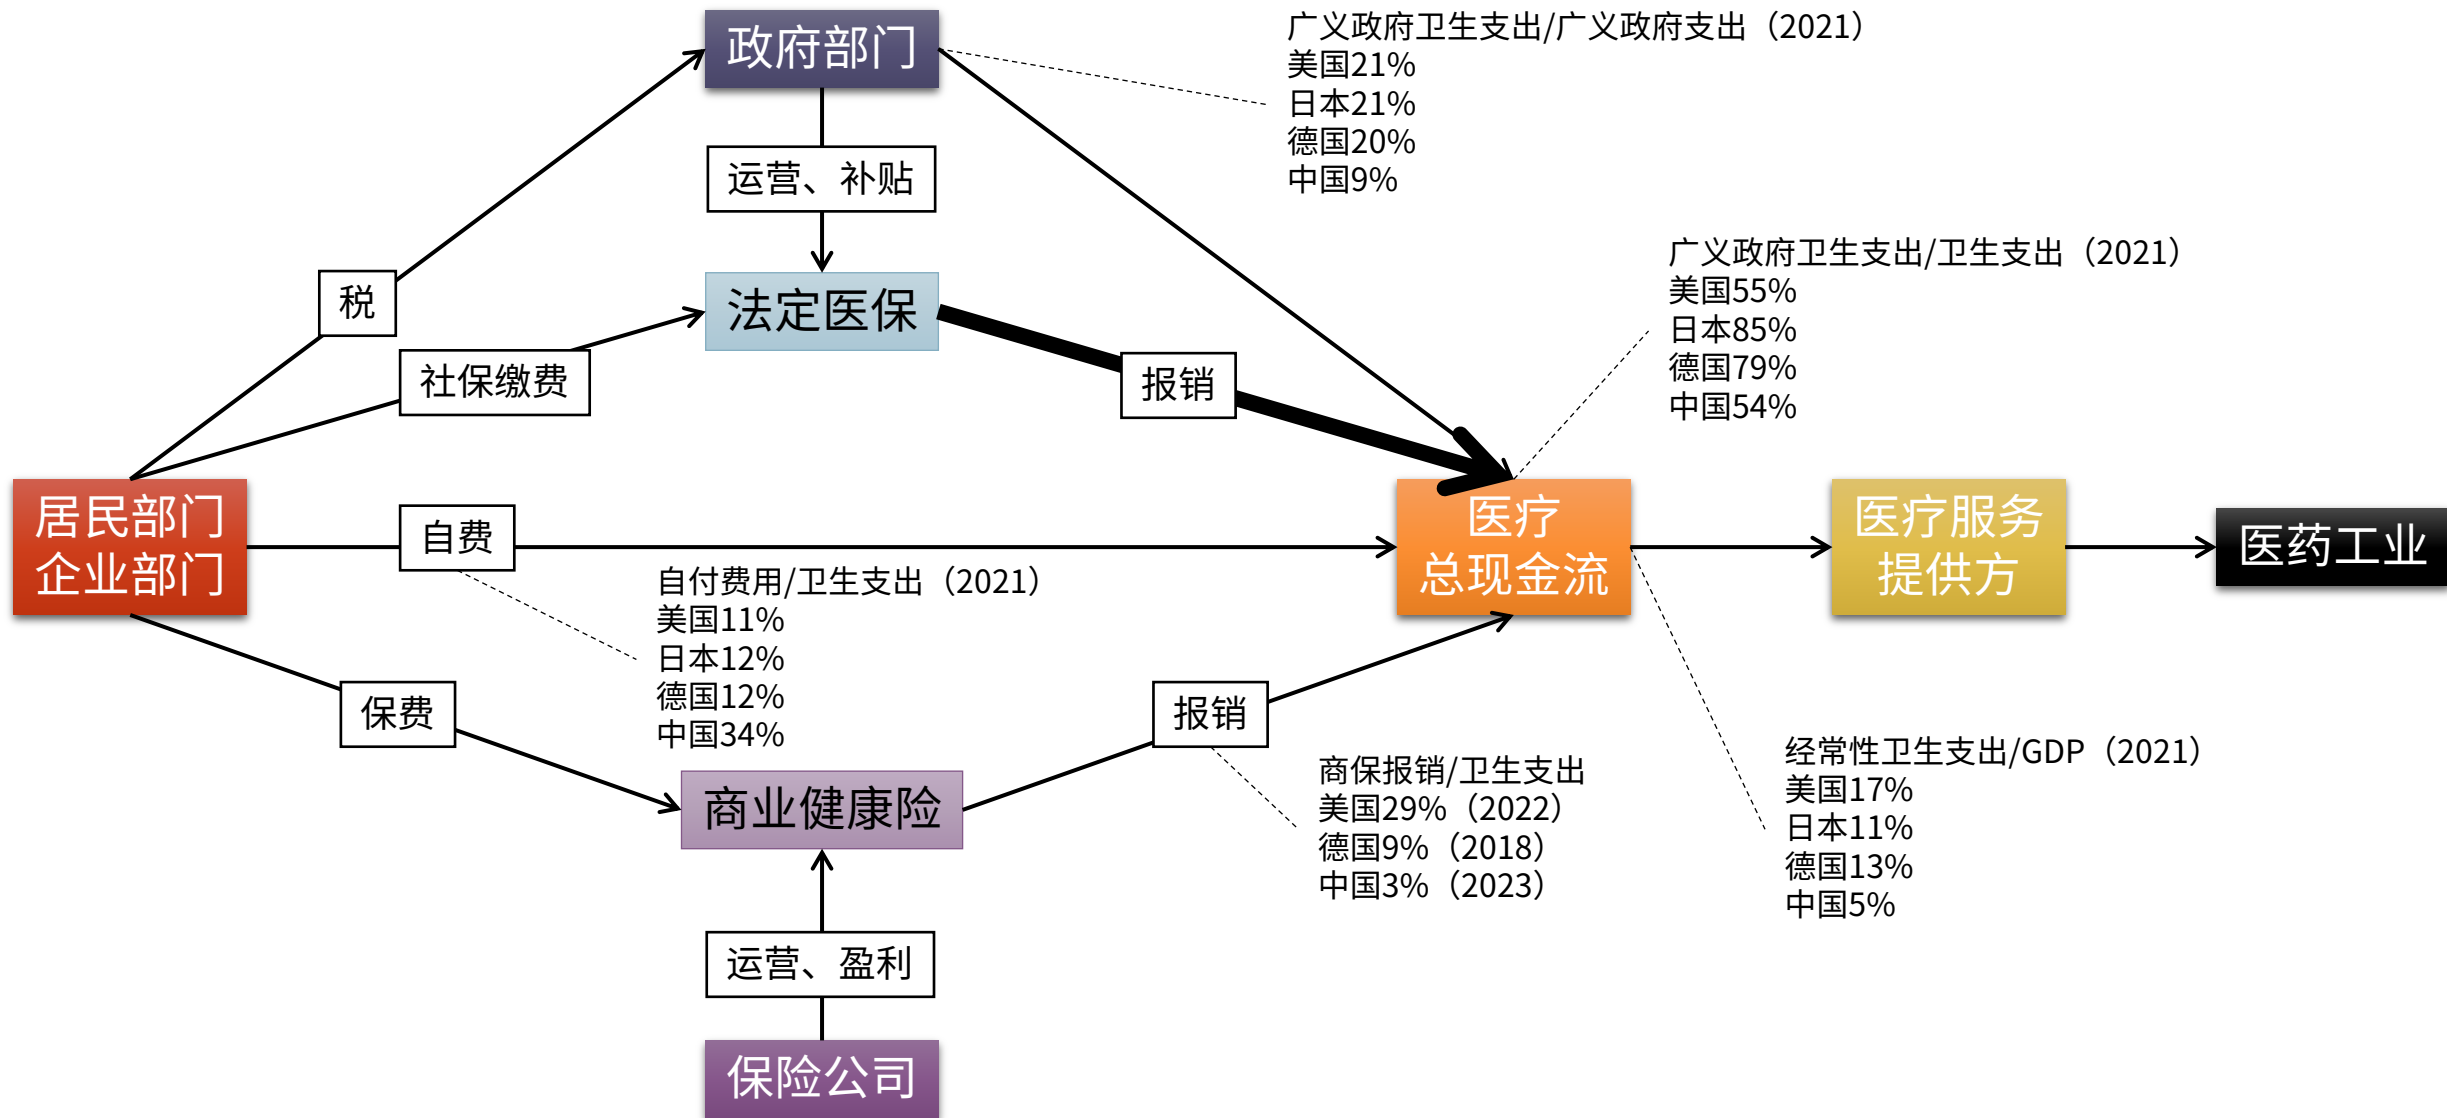 政府部门
广义政府卫生支出/广义政府支出（2021）
美国21%
日本21%
德国20%
中国9%
运营、补贴
广义政府卫生支出/卫生支出（2021）
美国55%
日本85%
德国79%
中国54%
税
法定医保
社保缴费
报销
居民部门
企业部门
自费
医疗
总现金流
医疗服务
提供方
医药工业
自付费用/卫生支出（2021）
美国11%
日本12%
德国12%
中国34%
保费
报销
商业健康险
商保报销/卫生支出
美国29%（2022）
德国9%（2018）
中国3%（2023）
经常性卫生支出/GDP（2021）
美国17%
日本11%
德国13%
中国5%
运营、盈利
保险公司